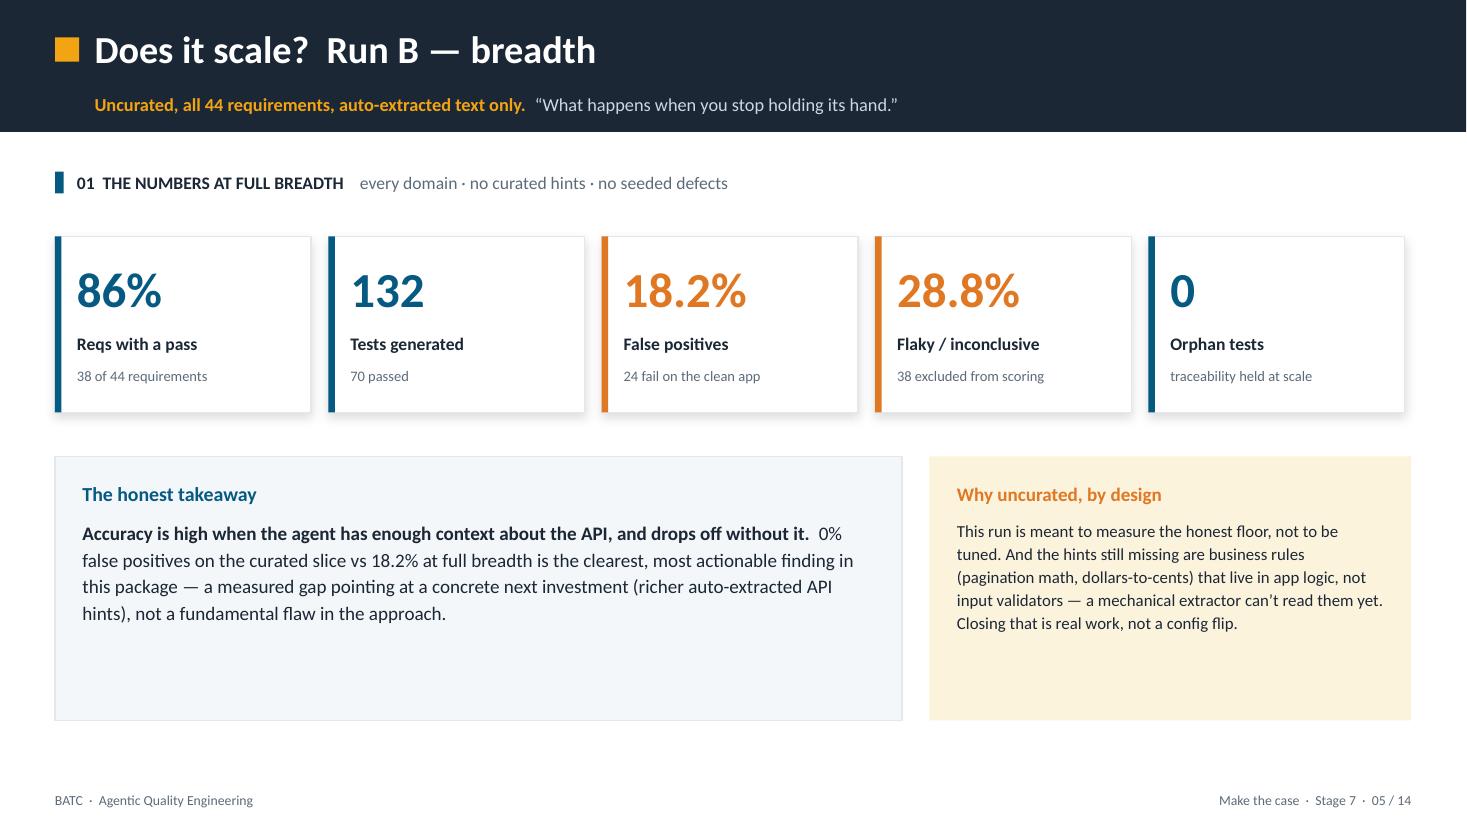 Does it scale?  Run B — breadth
Uncurated, all 44 requirements, auto-extracted text only.  “What happens when you stop holding its hand.”
01  THE NUMBERS AT FULL BREADTH    every domain · no curated hints · no seeded defects
86%
Reqs with a pass
38 of 44 requirements
132
Tests generated
70 passed
18.2%
False positives
24 fail on the clean app
28.8%
Flaky / inconclusive
38 excluded from scoring
0
Orphan tests
traceability held at scale
The honest takeaway
Accuracy is high when the agent has enough context about the API, and drops off without it.  0%
false positives on the curated slice vs 18.2% at full breadth is the clearest, most actionable finding in
this package — a measured gap pointing at a concrete next investment (richer auto-extracted API
hints), not a fundamental flaw in the approach.
Why uncurated, by design
This run is meant to measure the honest floor, not to be
tuned. And the hints still missing are business rules
(pagination math, dollars-to-cents) that live in app logic, not
input validators — a mechanical extractor can’t read them yet.
Closing that is real work, not a config flip.
BATC  ·  Agentic Quality Engineering
Make the case  ·  Stage 7  ·  05 / 14